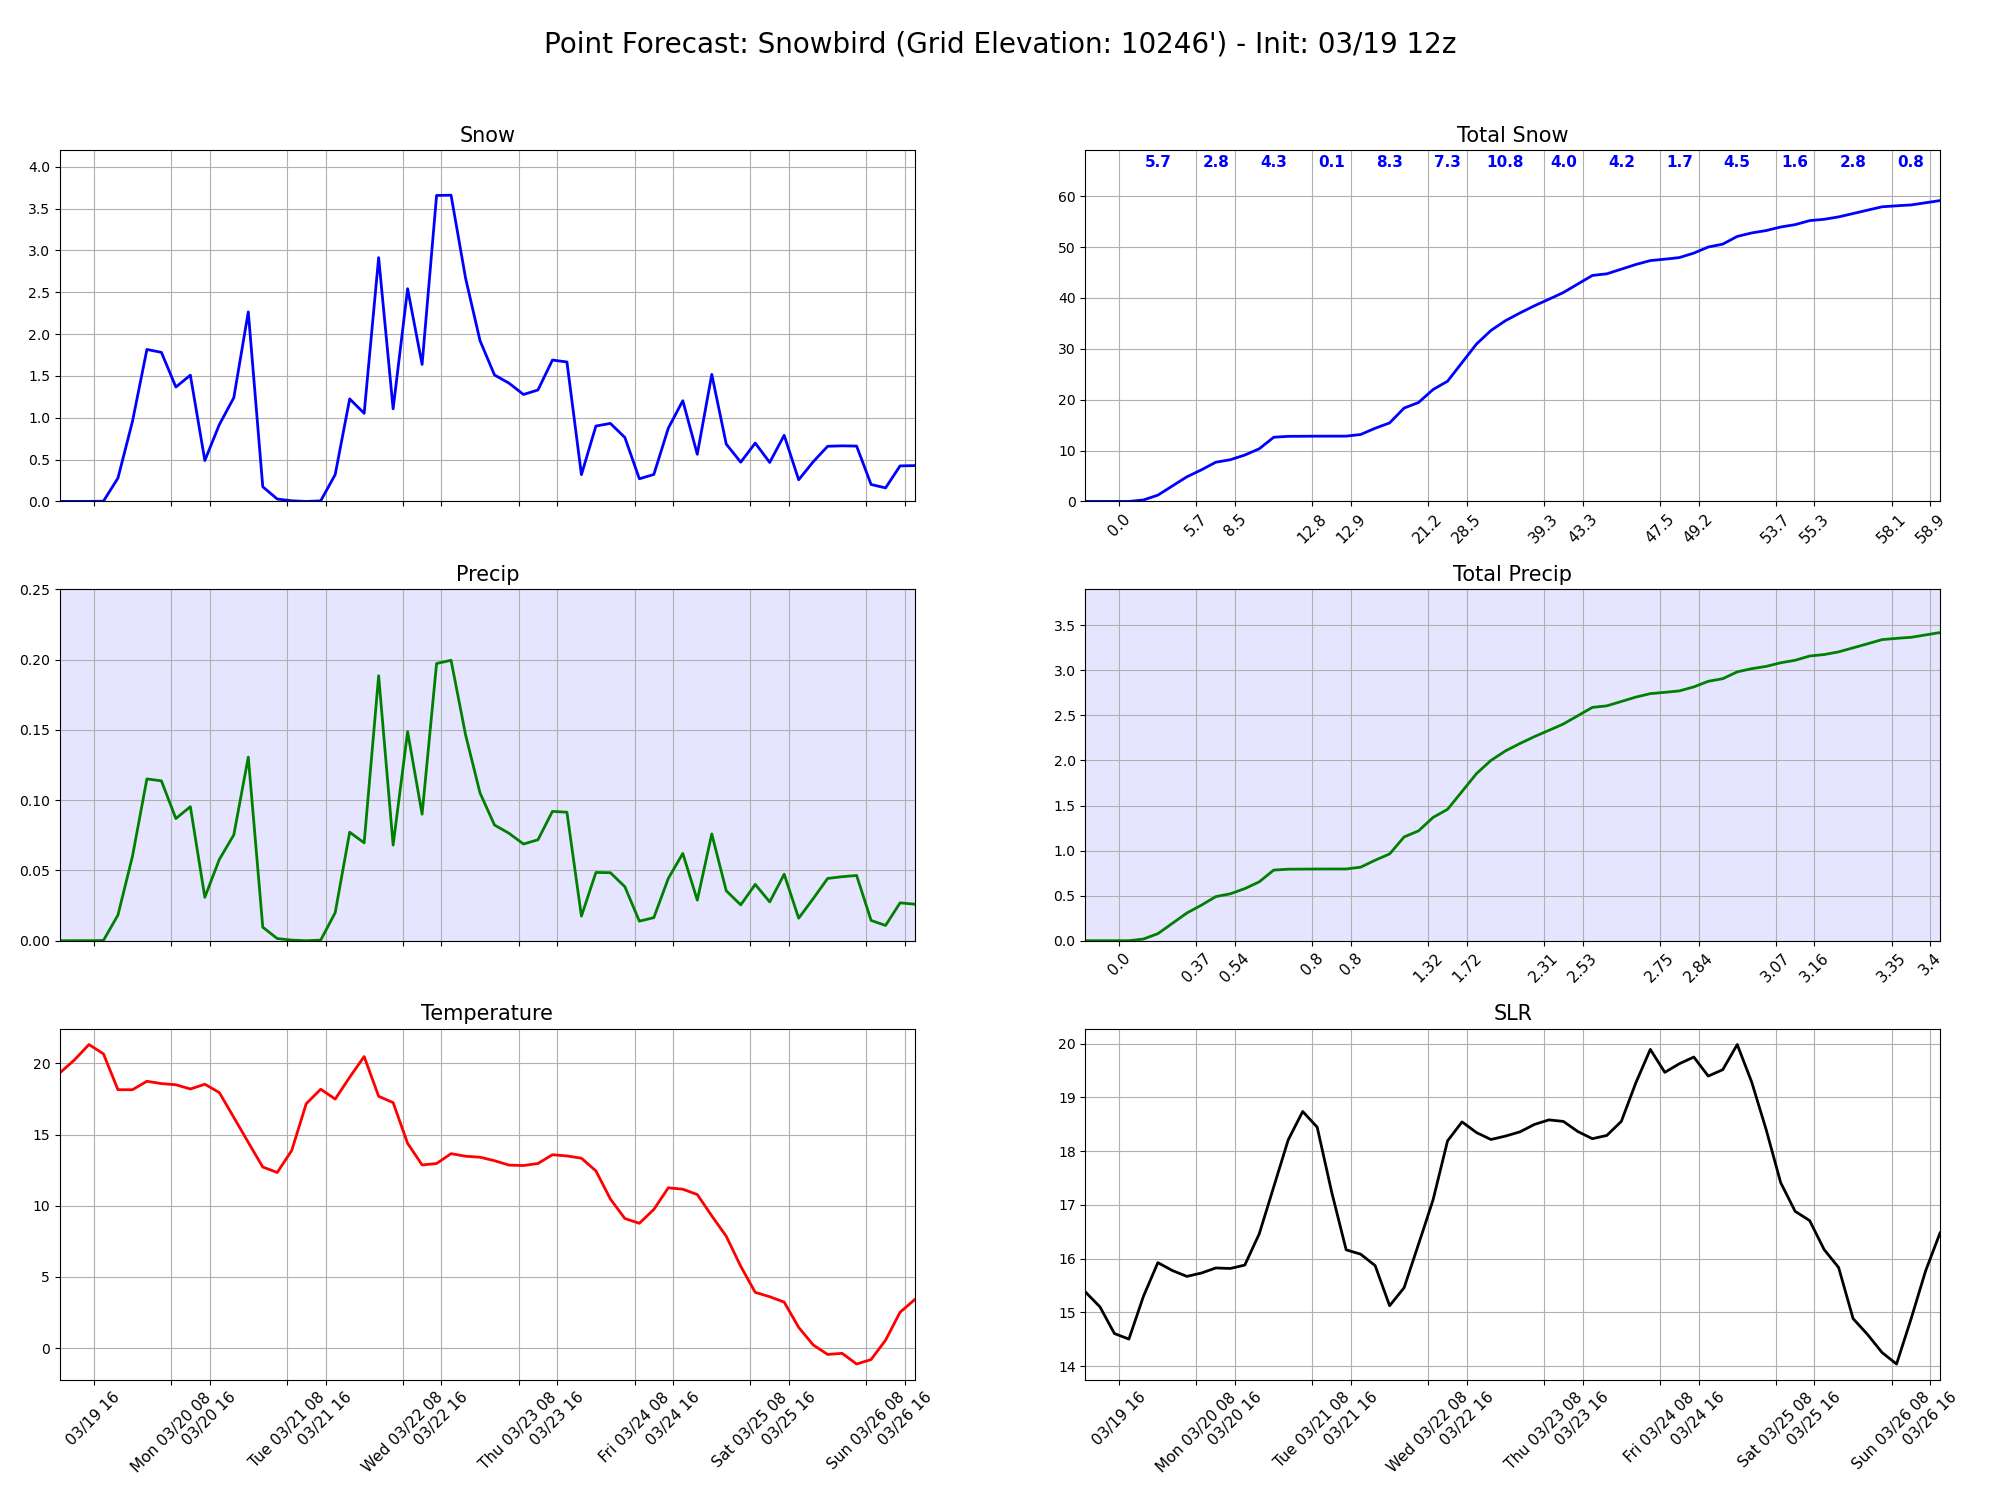 Point Forecast: Snowbird (Grid Elevation: 10246') - Init: 03/19 12z
Snow
4.0
3.5
3.0
2.5
2.0
1.5
1.0
0.5
0.0
Total Snow
5.7 2.8 4.3 0.1 8.3 7.3 10.8 4.0 4.2 1.7 4.5 1.6 2.8 0.8
60
50
40
30
20
10
0
0.0 5.7 8.5 12.8 12.9 21.2 28.5 39.3 43.3 47.5 49.2 53.7 55.3 58.1 58.9
Precip
0.25
0.20
0.15
0.10
0.05
0.00
Total Precip
3.5
3.0
2.5
2.0
1.5
1.0
0.5
0.0
0.0 0.37 0.54 0.8 0.8 1.32 1.72 2.31 2.53 2.75 2.84 3.07 3.16 3.35 3.4
Temperature
20
15
10
5
0
03/19 16
Mon 03/20 08
03/20 16
Tue 03/21 08
03/21 16
Wed 03/22 08
03/22 16
Thu 03/23 08
03/23 16
Fri 03/24 08
03/24 16
Sat 03/25 08
03/25 16
Sun 03/26 08
03/26 16
SLR
20
19
18
17
16
15
14
03/19 16
Mon 03/20 08
03/20 16
Tue 03/21 08
03/21 16
Wed 03/22 08
03/22 16
Thu 03/23 08
03/23 16
Fri 03/24 08
03/24 16
Sat 03/25 08
03/25 16
Sun 03/26 08
03/26 16